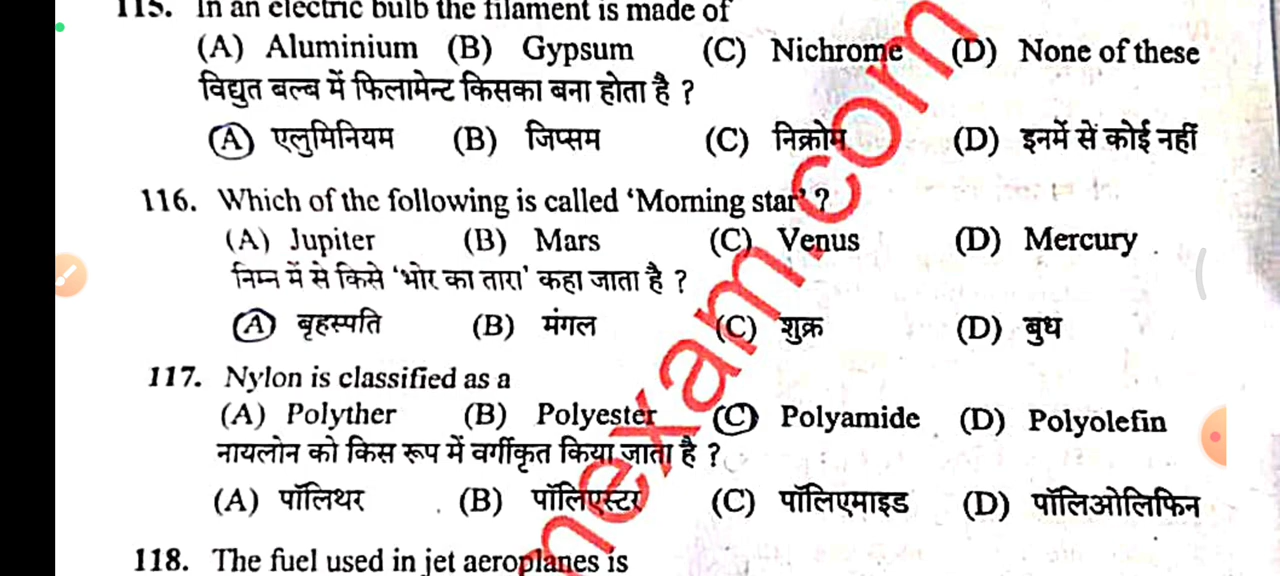 115. In an electric bulb the filament is made of
(A) Aluminium (B) Gypsum (C) Nichrome (D) None of these
विद्युत बल्ब में फिलामेन्ट किसका बना होता है ?
(A) एलुमिनियम (B) जिप्सम (C) निक्रोम (D) इनमें से कोई नहीं
116. Which of the following is called ‘Morning star’ ?
(A) Jupiter (B) Mars (C) Venus (D) Mercury
निम्न में से किसे ‘भोर का तारा’ कहा जाता है ?
(A) बृहस्पति (B) मंगल (C) शुक्र (D) बुध
117. Nylon is classified as a
(A) Polyther (B) Polyester (C) Polyamide (D) Polyolefin
नायलोन को किस रूप में वर्गीकृत किया जाता है ?
(A) पॉलिथर (B) पॉलिएस्टर (C) पॉलिएमाइड (D) पॉलिओलिफिन
118. The fuel used in jet aeroplanes is
mexam.com